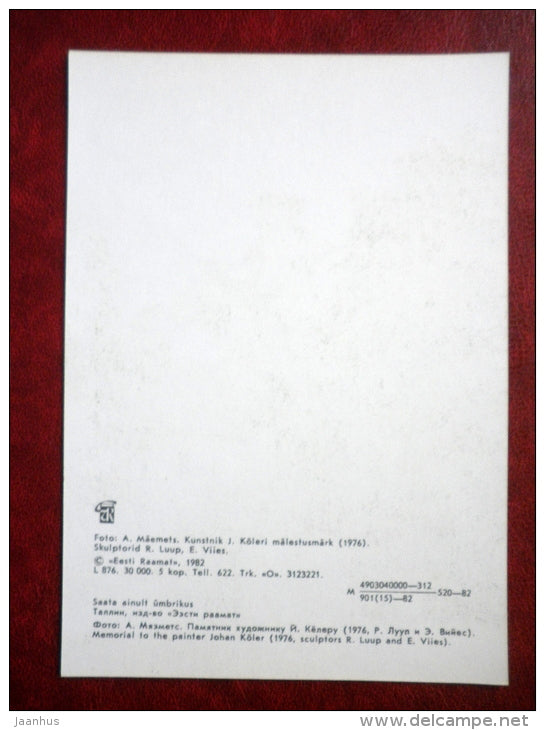 Foto: A. Mäemets. Kunstnik J. Köleri mälestusmärk (1976).
Skulptorid R. Luup, E. Viies.
© «Eesti Raamat», 1982
L 876. 30 000. 5 kop. Tell. 622. Trk. «O». 3123221.
M 4903040000—312 520—82
901(15)—82
Saata ainult ümbrikus
Таллин, изд-во «Ээсти раамат»
Фото: А. Мяэметс. Памятник художнику Й. Кёлеру (1976, Р. Лууп и Э. Вийес).
Memorial to the painter Johan Köler (1976, sculptors R. Luup and E. Viies).
Jaanhus
www.delcampe.net